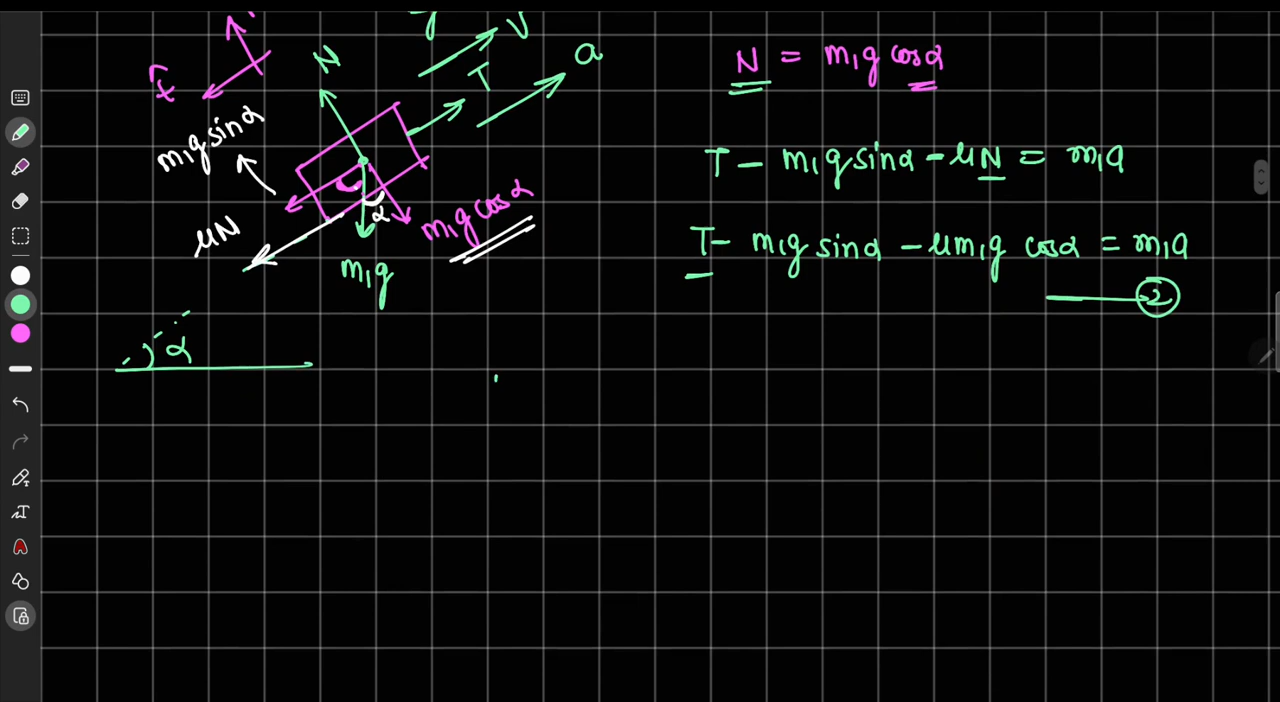 N = m₁g cosα
a
T
N
x̂
m₁g sinα
T - m₁g sinα - μN = m₁a
α
m₁g cosα
μN
m₁g
T - m₁g sinα - μm₁g cosα = m₁a
2
α